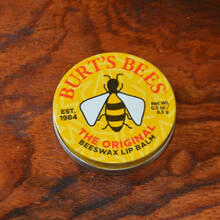 BURT'S BEES
EST.
1984
Net Wt.
0.3 oz /
8.5 g
THE ORIGINAL
BEESWAX LIP BALM